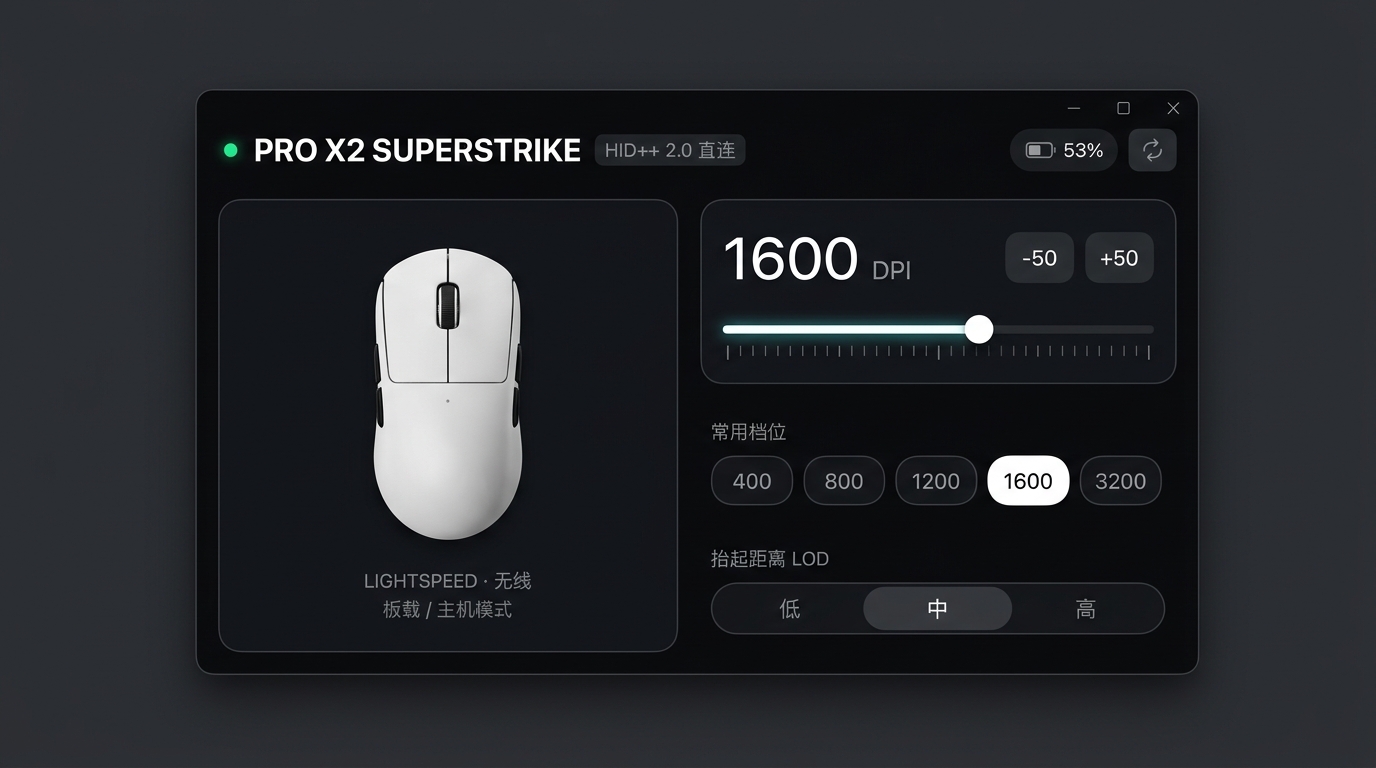 PRO X2 SUPERSTRIKE HID++ 2.0 直连 53%
LIGHTSPEED · 无线
板载 / 主机模式
1600 DPI -50 +50
常用档位
400 800 1200 1600 3200
抬起距离 LOD
低 中 高